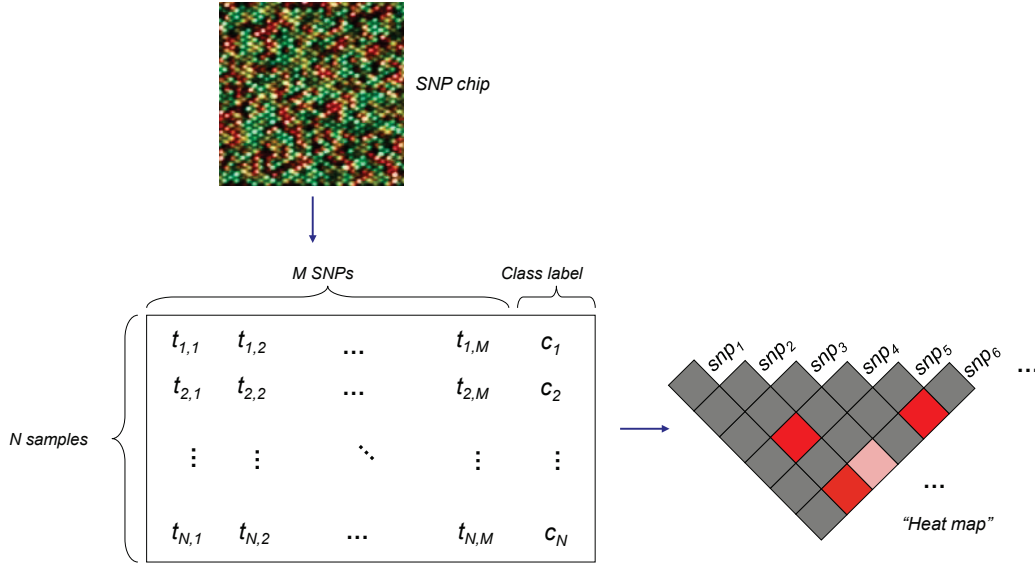 SNP chip
M SNPs
Class label
t1,1 t1,2 ... t1,M c1
t2,1 t2,2 ... t2,M c2
N samples
⋮ ⋮ ⋱ ⋮ ⋮
tN,1 tN,2 ... tN,M cN
snp1 snp2 snp3 snp4 snp5 snp6 ...
...
“Heat map”